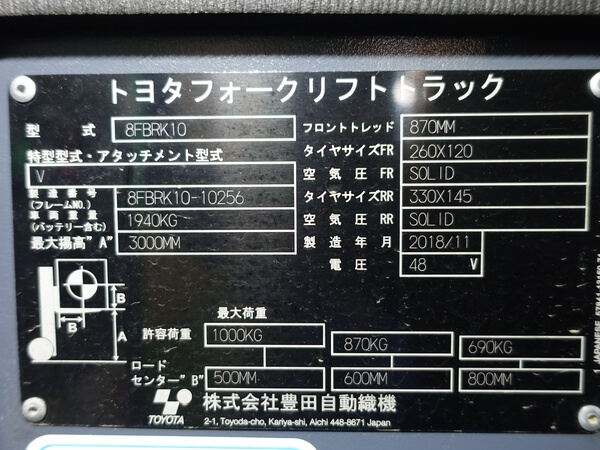 トヨタフォークリフトトラック
型式 8FBRK10
特型型式・アタッチメント型式
V
製造番号(フレームNO.) 8FBRK10-10256
車両重量(バッテリー含む) 1940KG
最大揚高"A" 3000MM
フロントトレッド 870MM
タイヤサイズFR 260X120
空気圧FR SOLID
タイヤサイズRR 330X145
空気圧RR SOLID
製造年月 2018/11
電圧 48 V
B
B
A
最大荷重
許容荷重 1000KG 870KG 690KG
ロードセンター"B" 500MM 600MM 800MM
TOYOTA 株式会社豊田自動織機
2-1, Toyoda-cho, Kariya-shi, Aichi 448-8671 Japan
1 JAPANESE